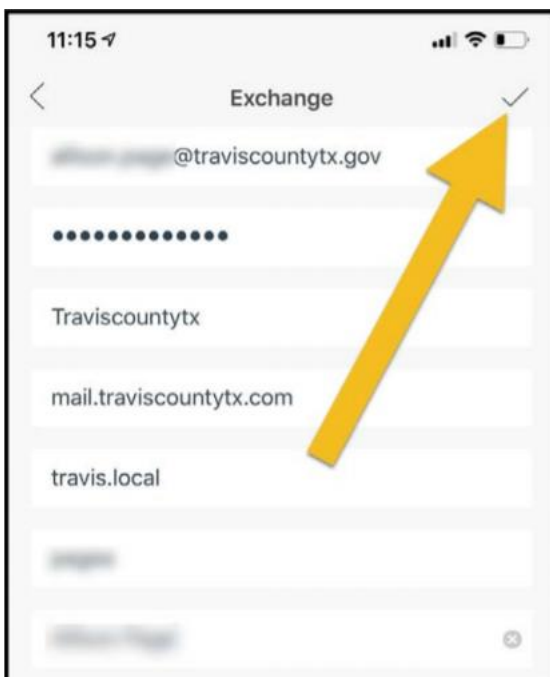 11:15
Exchange
@traviscountytx.gov
•••••••••••••
Traviscountytx
mail.traviscountytx.com
travis.local